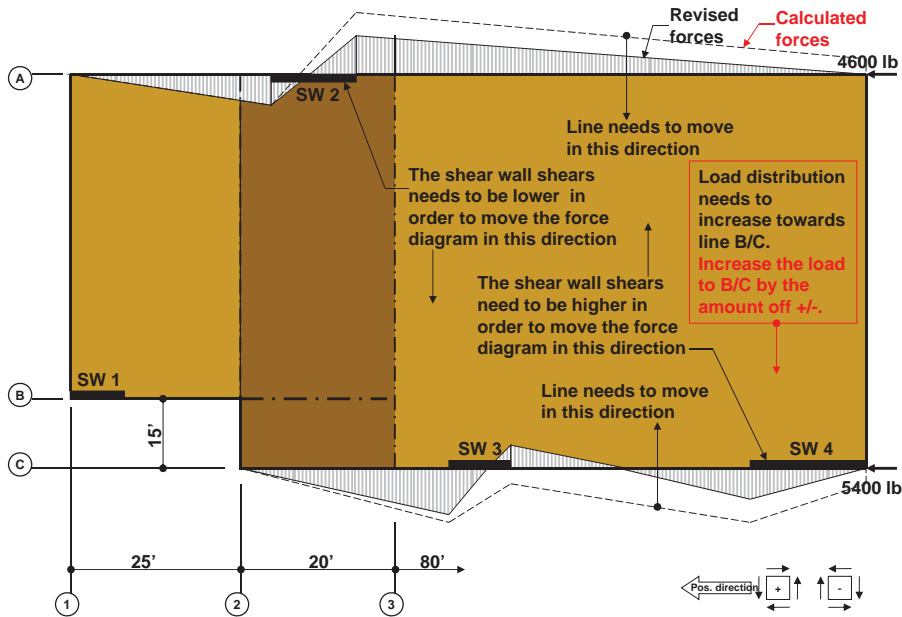 Revised
forces
Calculated
forces
A
4600 lb
SW 2
Line needs to move
in this direction
The shear wall shears
needs to be lower in
order to move the force
diagram in this direction
Load distribution
needs to
increase towards
line B/C.
Increase the load
to B/C by the
amount off +/-.
The shear wall shears
need to be higher in
order to move the force
diagram in this direction
Line needs to move
in this direction
SW 1
B
15’
C
SW 3
SW 4
5400 lb
25’
20’
80’
Pos. direction
+
-
1
2
3